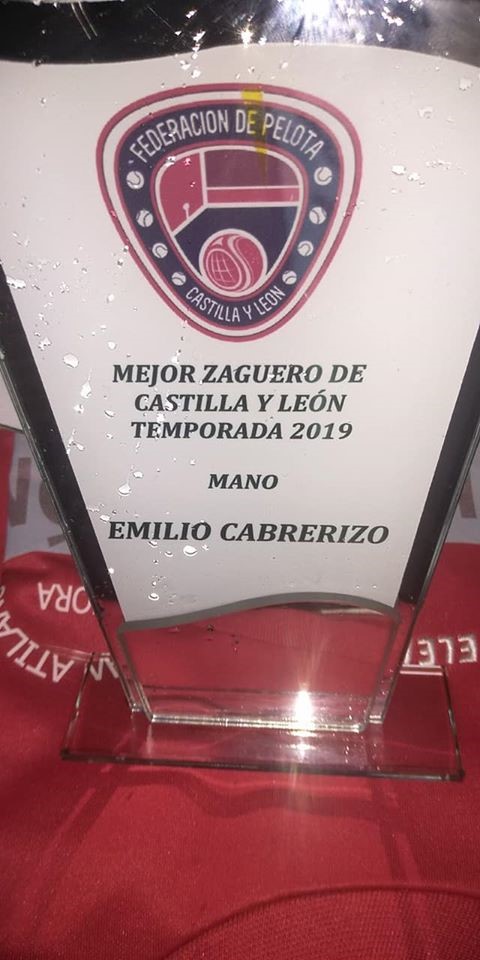 FEDERACION DE PELOTA
CASTILLA Y LEON
MEJOR ZAGUERO DE
CASTILLA Y LEÓN
TEMPORADA 2019
MANO
EMILIO CABRERIZO